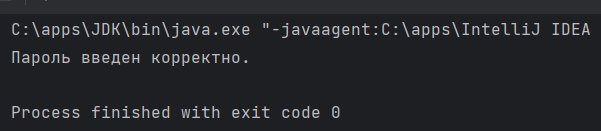 C:\apps\JDK\bin\java.exe "-javaagent:C:\apps\IntelliJ IDEA
Пароль введен корректно.
Process finished with exit code 0